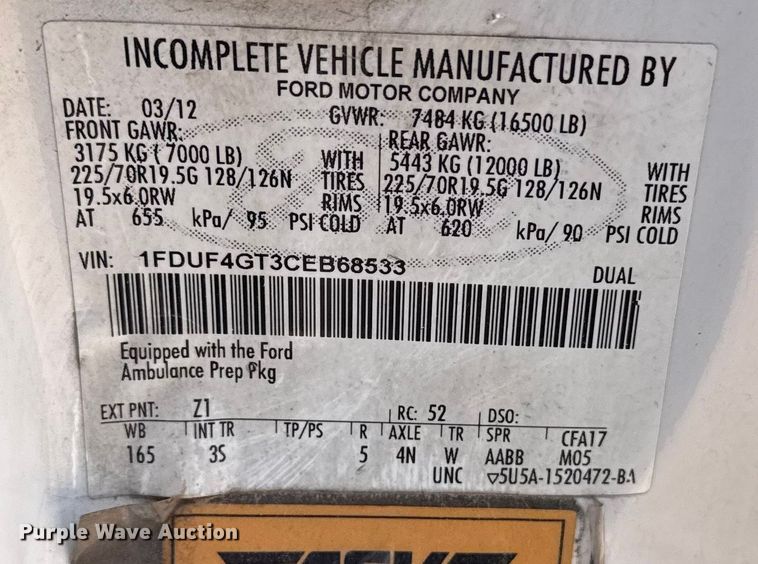 INCOMPLETE VEHICLE MANUFACTURED BY
FORD MOTOR COMPANY
DATE: 03/12 GVWR: 7484 KG (16500 LB)
FRONT GAWR: REAR GAWR:
3175 KG ( 7000 LB) WITH 5443 KG (12000 LB) WITH
225/70R19.5G 128/126N TIRES 225/70R19.5G 128/126N TIRES
19.5x6.0RW RIMS 19.5x6.0RW RIMS
AT 655 kPa/ 95 PSI COLD AT 620 kPa/ 90 PSI COLD
VIN: 1FDUF4GT3CEB68533 DUAL
Equipped with the Ford
Ambulance Prep Pkg
EXT PNT: Z1 RC: 52 DSO:
WB INT TR TP/PS R AXLE TR SPR CFA17
165 3S 5 4N W AABB M05
UNC ▽5U5A-1520472-BA
Purple Wave Auction